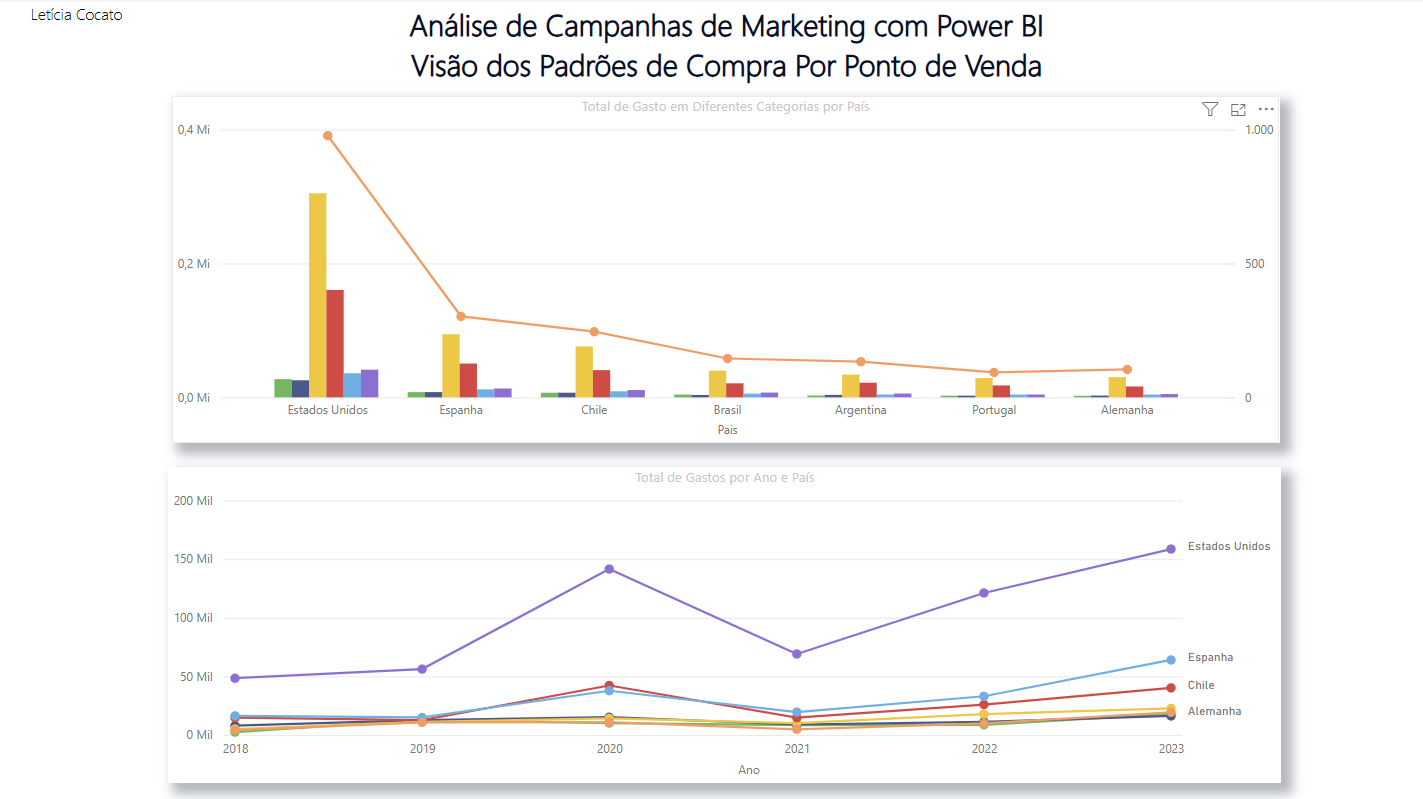 Letícia Cocato
Análise de Campanhas de Marketing com Power BI
Visão dos Padrões de Compra Por Ponto de Venda
Total de Gasto em Diferentes Categorias por País
0,4 Mi
1.000
0,2 Mi
500
0,0 Mi
0
Estados Unidos
Espanha
Chile
Brasil
Argentina
Portugal
Alemanha
Pais
Total de Gastos por Ano e País
200 Mil
150 Mil
Estados Unidos
100 Mil
50 Mil
Espanha
Chile
Alemanha
0 Mil
2018
2019
2020
2021
2022
2023
Ano